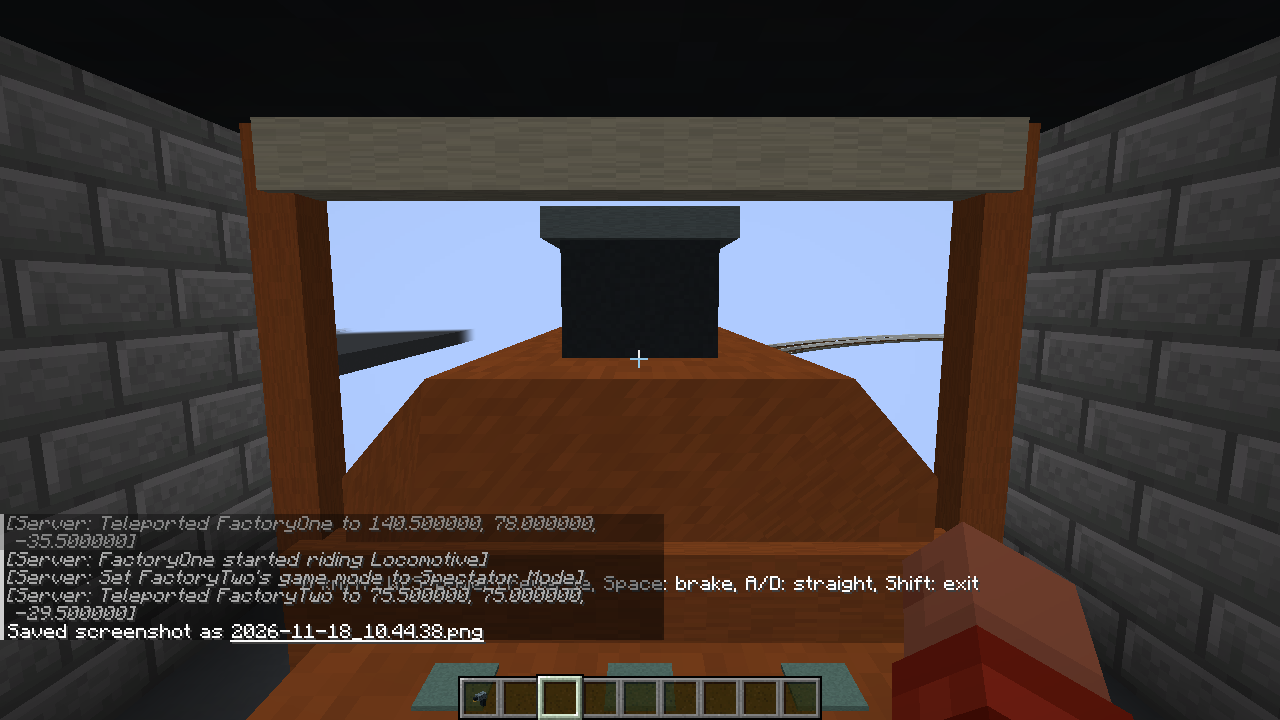 [Server: Teleported FactoryOne to 140.500000, 78.000000,
-35.500000]
[Server: FactoryOne started riding Locomotive]
[Server: Set FactoryTwo's game mode to Spectator Mode]
Space: brake, A/D: straight, Shift: exit
[Server: Teleported FactoryTwo to 75.500000, 75.000000,
-29.500000]
Saved screenshot as 2026-11-18_10.44.38.png